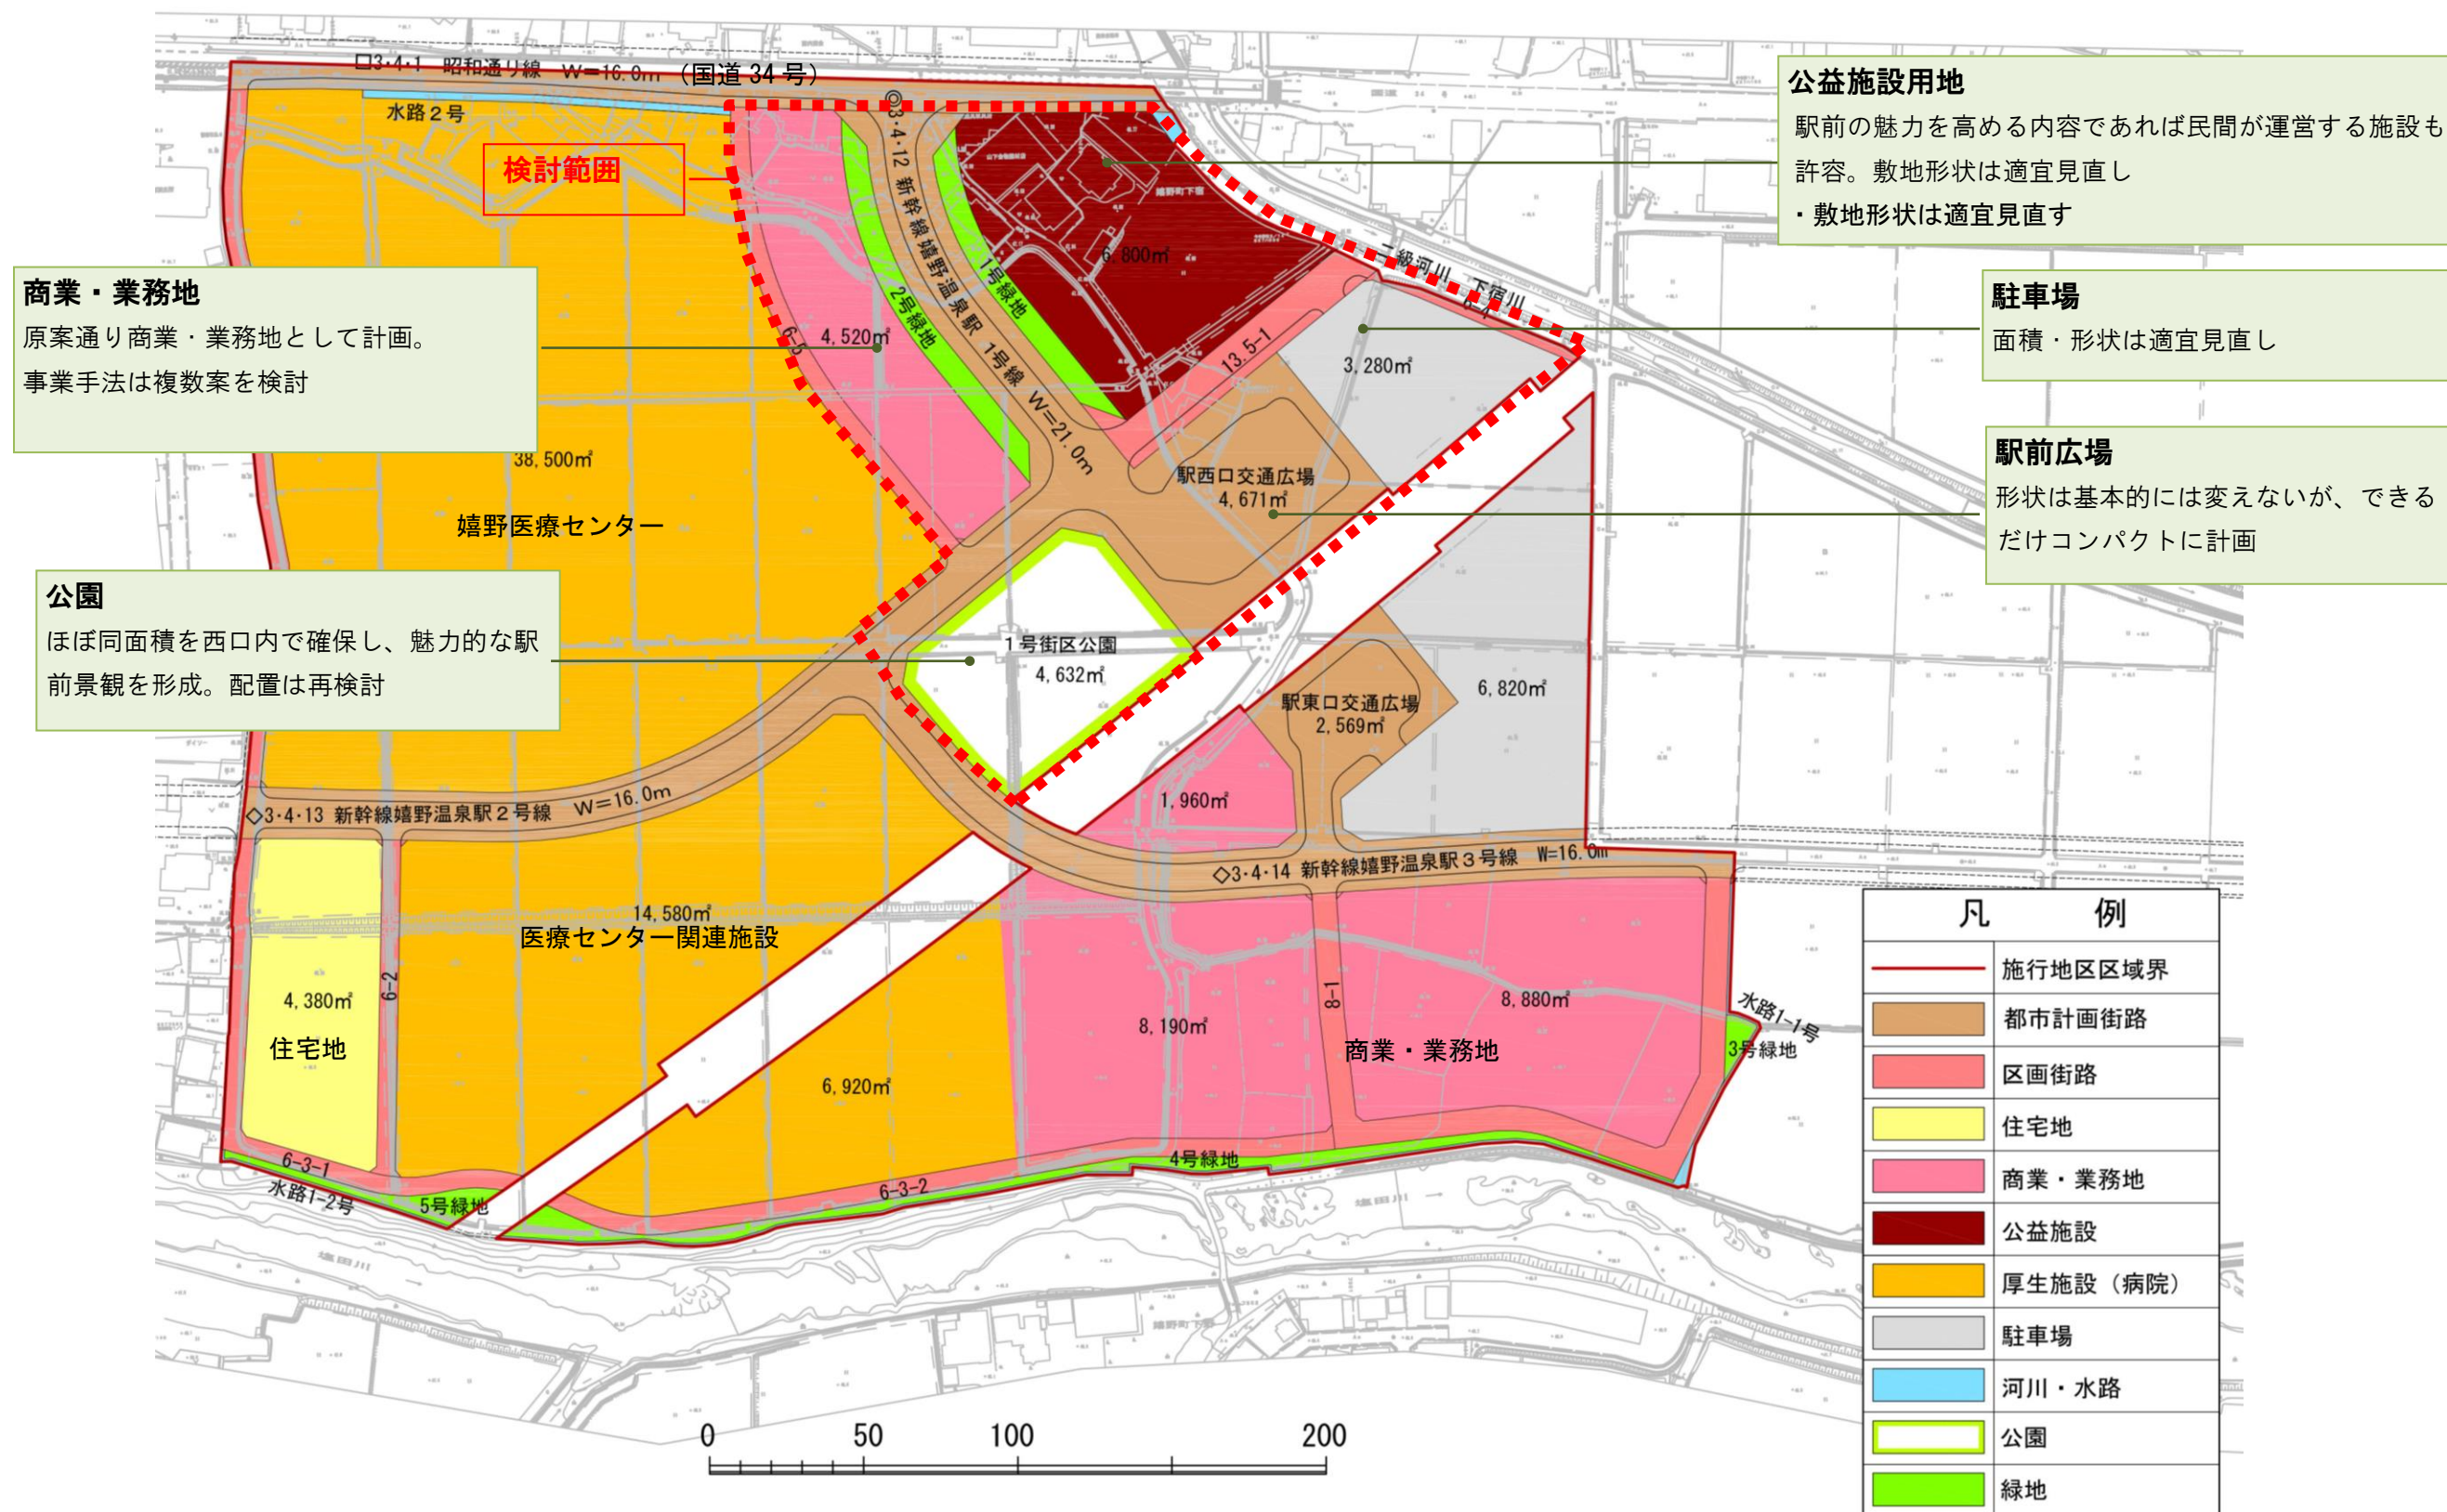 □3・4・1 昭和通り線 W=16.0m （国道 34 号）
水路２号
検討範囲
◎3・4・12 新幹線嬉野温泉駅 1号線 W=21.0m
公益施設用地
駅前の魅力を高める内容であれば民間が運営する施設も
許容。敷地形状は適宜見直し
・敷地形状は適宜見直す
嬉野町下宿
6,800㎡
1号緑地
2号緑地
二級河川 下宿川
6-4
商業・業務地
原案通り商業・業務地として計画。
事業手法は複数案を検討
6-5
4,520㎡
13.5-1
3,280㎡
駐車場
面積・形状は適宜見直し
38,500㎡
嬉野医療センター
駅西口交通広場
4,671㎡
駅前広場
形状は基本的には変えないが、できる
だけコンパクトに計画
公園
ほぼ同面積を西口内で確保し、魅力的な駅
前景観を形成。配置は再検討
１号街区公園
4,632㎡
駅東口交通広場
2,569㎡
6,820㎡
1,960㎡
◇3・4・13 新幹線嬉野温泉駅２号線 W=16.0m
◇3・4・14 新幹線嬉野温泉駅３号線 W=16.0m
14,580㎡
医療センター関連施設
6-2
4,380㎡
住宅地
6,920㎡
8,190㎡
8-1
8,880㎡
商業・業務地
水路1-1号
3号緑地
6-3-1
水路1-2号
5号緑地
6-3-2
4号緑地
塩田川
塩田川
嬉野町下野
0 50 100 200
凡 例
施行地区区域界
都市計画街路
区画街路
住宅地
商業・業務地
公益施設
厚生施設（病院）
駐車場
河川・水路
公園
緑地